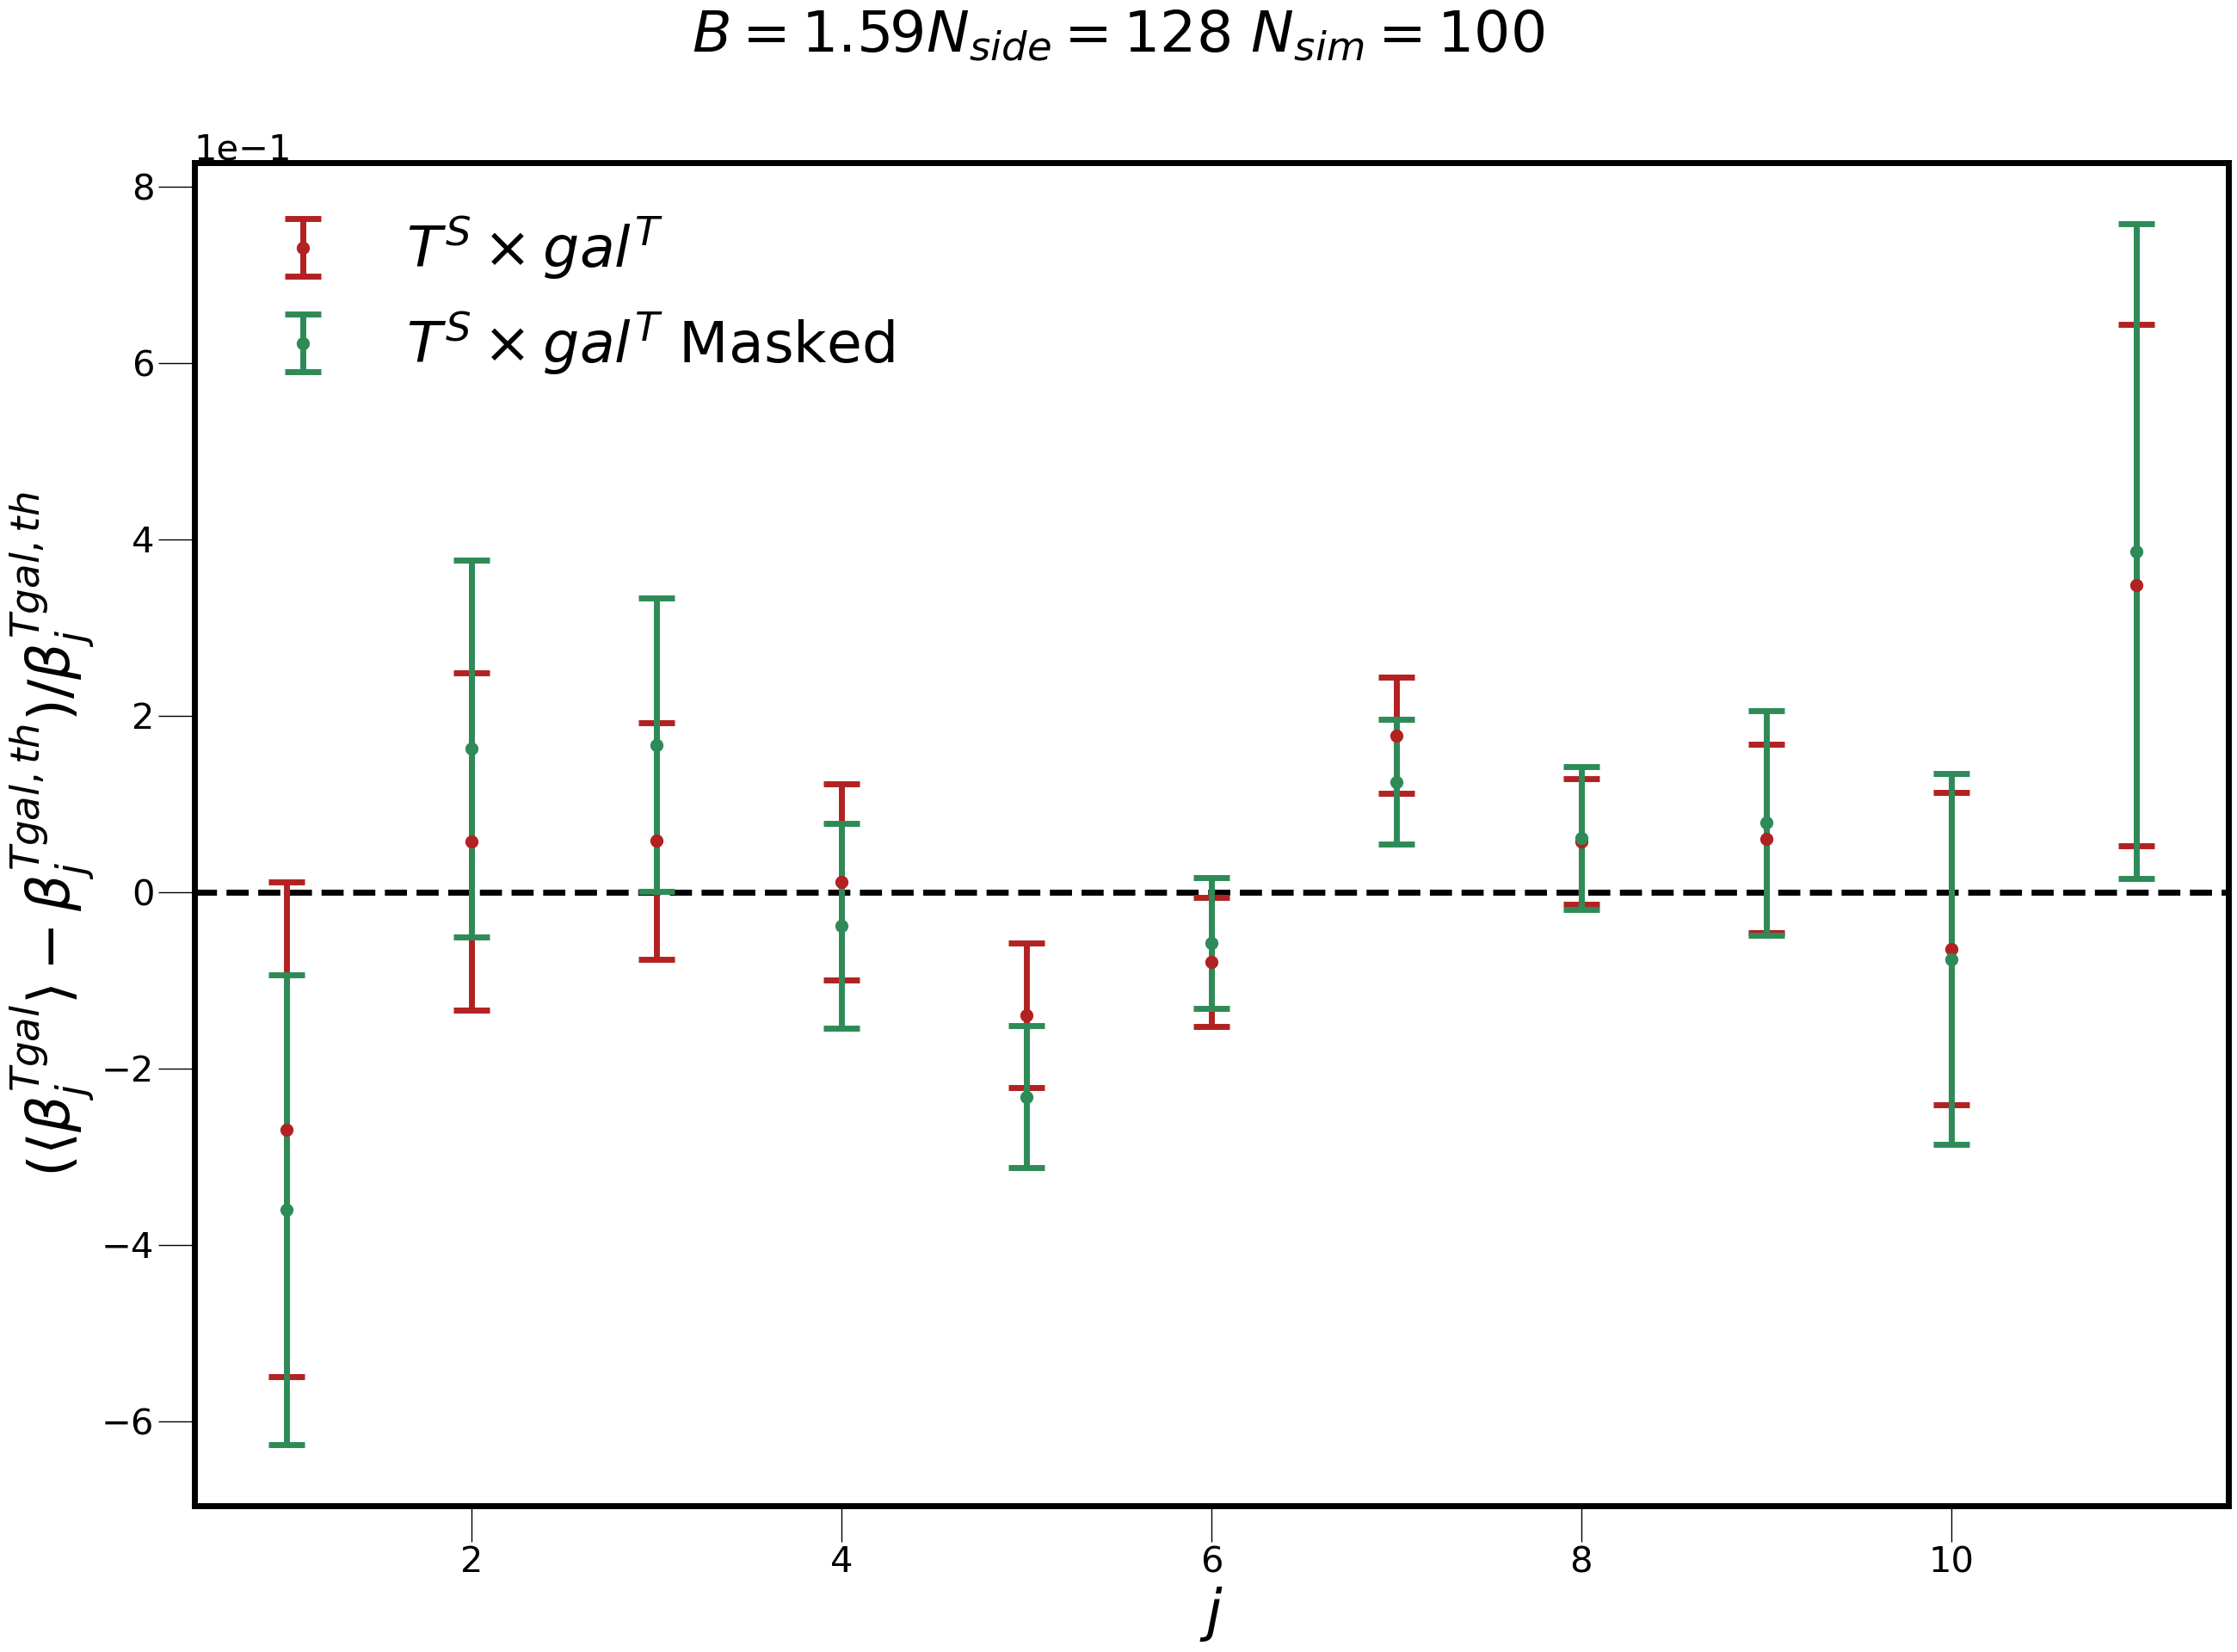 B = 1.59N_side = 128 N_sim = 100
1e−1
T^S × gal^T
T^S × gal^T Masked
8
6
4
2
0
−2
−4
−6
(⟨β_j^Tgal⟩ − β_j^Tgal,th)/β_j^Tgal,th
2 4 6 8 10
j